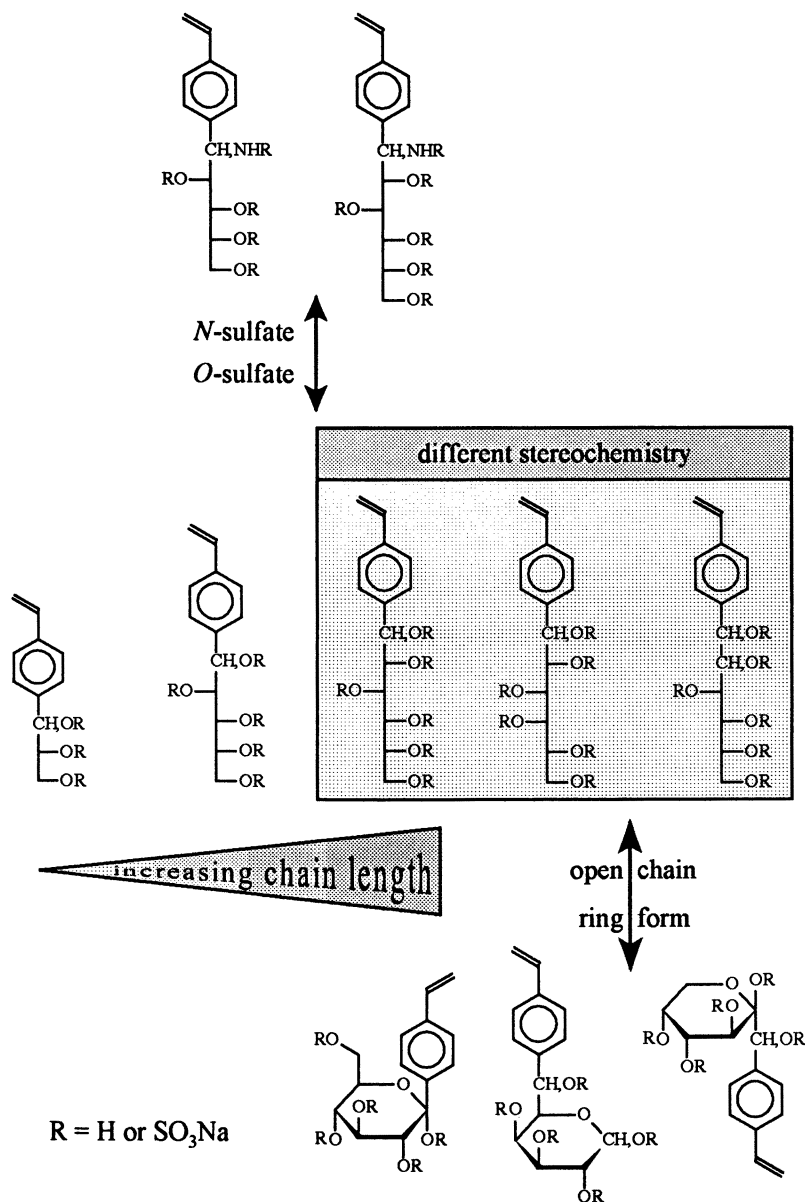 CH,NHR CH,NHR
RO OR
OR RO
OR OR
OR OR
OR
N-sulfate
O-sulfate
different stereochemistry
CH,OR CH,OR CH,OR
OR OR CH,OR
RO RO RO
OR RO OR
OR OR OR
OR OR OR
CH,OR
RO
OR
OR
OR
CH,OR
OR
OR
increasing chain length
open chain
ring form
RO O
RO OR OR
OR
CH,OR
RO O
RO CH,OR
OR OR
O OR
RO RO
RO CH,OR
OR
R = H or SO₃Na